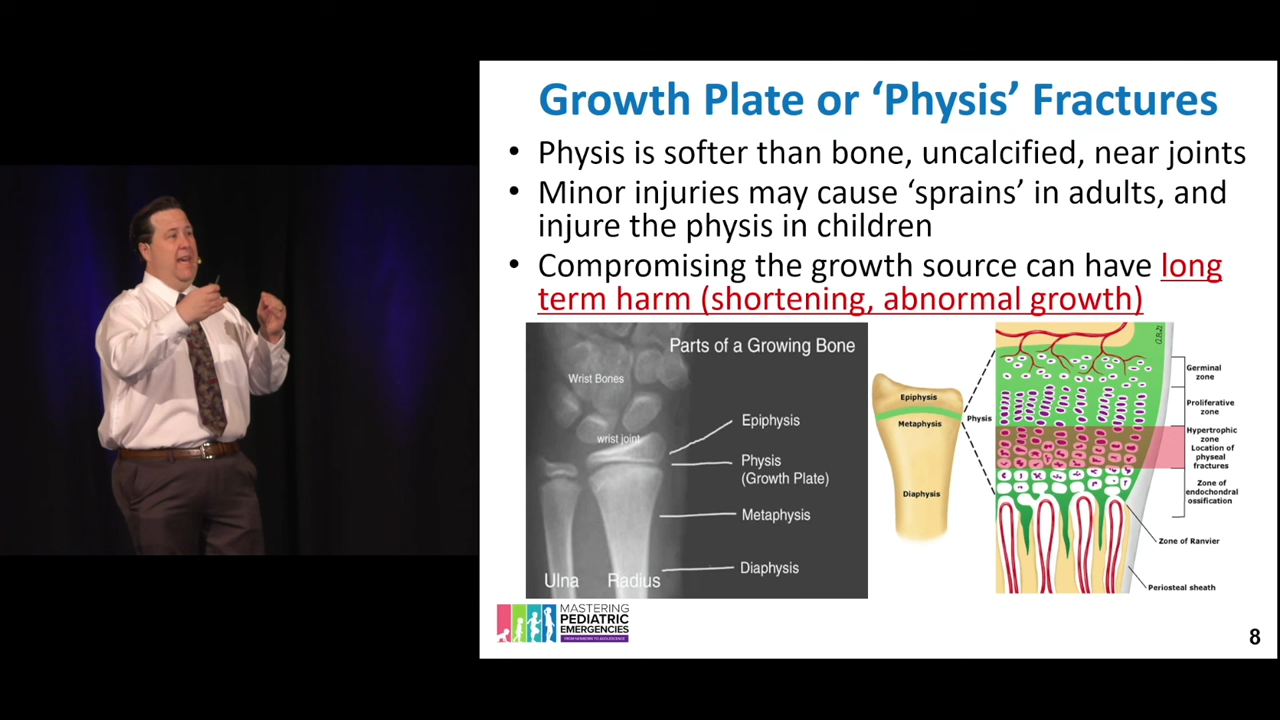 Growth Plate or ‘Physis’ Fractures
• Physis is softer than bone, uncalcified, near joints
• Minor injuries may cause ‘sprains’ in adults, and
injure the physis in children
• Compromising the growth source can have long
term harm (shortening, abnormal growth)
Parts of a Growing Bone
Wrist Bones
wrist joint
Epiphysis
Physis
(Growth Plate)
Metaphysis
Diaphysis
Ulna
Radius
Epiphysis
Metaphysis
Diaphysis
Physis
Germinal
zone
Proliferative
zone
Hypertrophic
zone
Location of
physeal
fractures
Zone of
endochondral
ossification
Zone of Ranvier
Periosteal sheath
MASTERING
PEDIATRIC
EMERGENCIES
FROM NEWBORN TO ADOLESCENCE
8